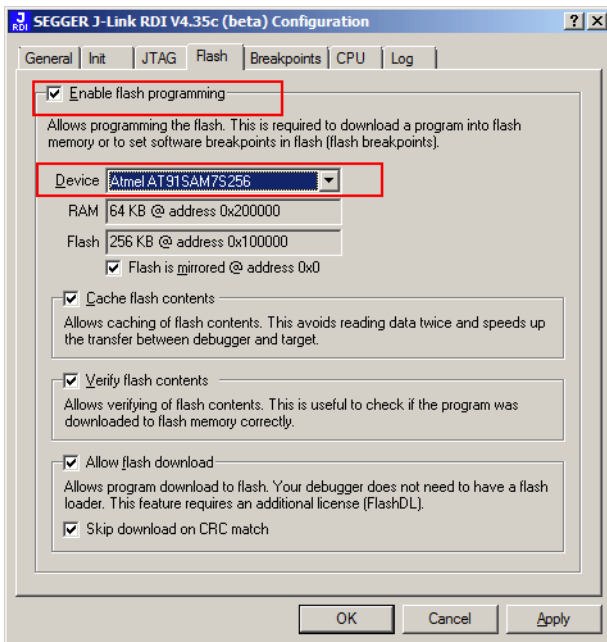 J RDI SEGGER J-Link RDI V4.35c (beta) Configuration
General Init JTAG Flash Breakpoints CPU Log
Enable flash programming
Allows programming the flash. This is required to download a program into flash
memory or to set software breakpoints in flash (flash breakpoints).
Device Atmel AT91SAM7S256
RAM 64 KB @ address 0x200000
Flash 256 KB @ address 0x100000
Flash is mirrored @ address 0x0
Cache flash contents
Allows caching of flash contents. This avoids reading data twice and speeds up
the transfer between debugger and target.
Verify flash contents
Allows verifying of flash contents. This is useful to check if the program was
downloaded to flash memory correctly.
Allow flash download
Allows program download to flash. Your debugger does not need to have a flash
loader. This feature requires an additional license (FlashDL).
Skip download on CRC match
OK Cancel Apply